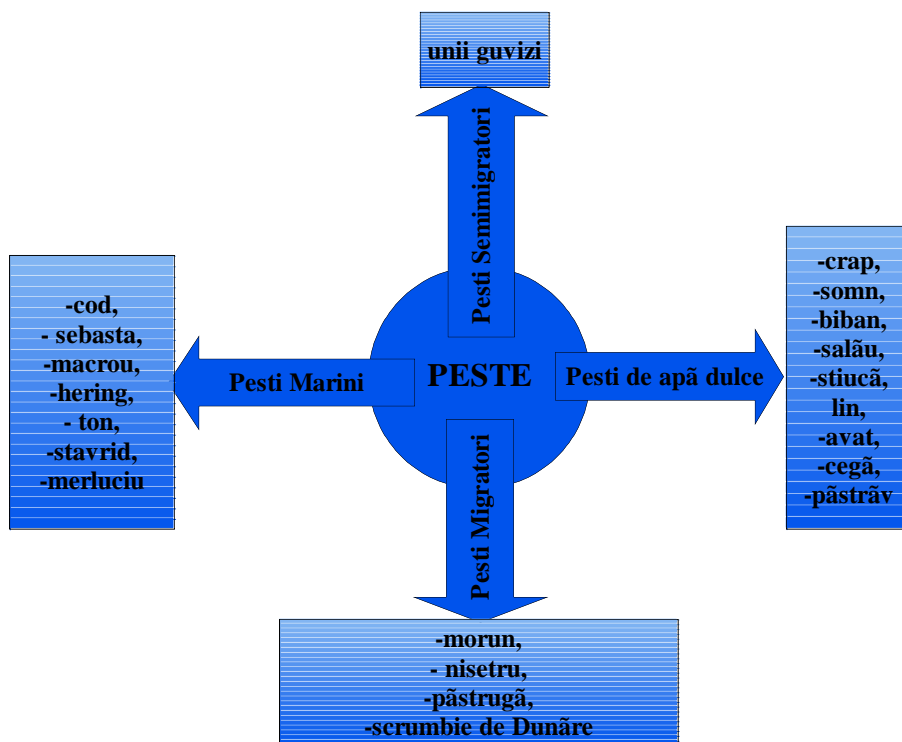 unii guvizi
Pesti Semimigratori
-cod,
- sebasta,
-macrou,
-hering,
- ton,
-stavrid,
-merluciu
Pesti Marini
PESTE
Pesti de apã dulce
-crap,
-somn,
-biban,
-salãu,
-stiucã,
lin,
-avat,
-cegã,
-pãstrãv
Pesti Migratori
-morun,
- nisetru,
-pãstrugã,
-scrumbie de Dunãre